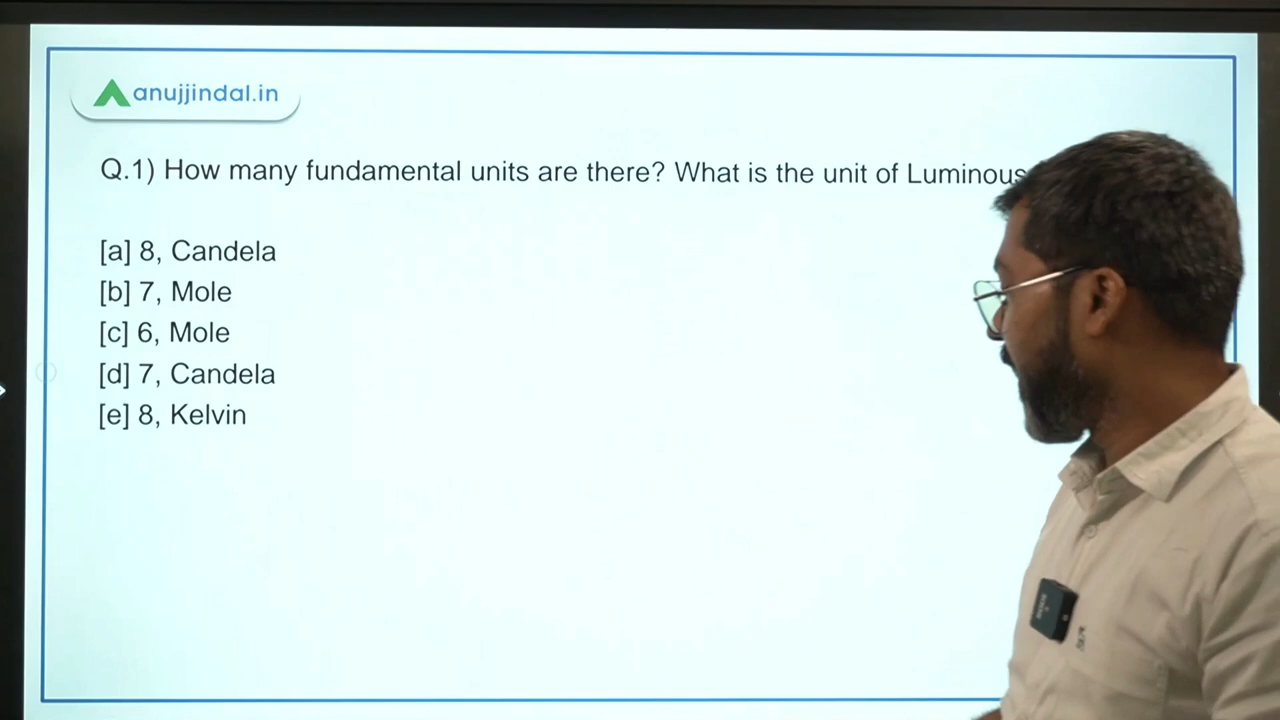 anujjindal.in
Q.1) How many fundamental units are there? What is the unit of Luminous
[a] 8, Candela
[b] 7, Mole
[c] 6, Mole
[d] 7, Candela
[e] 8, Kelvin